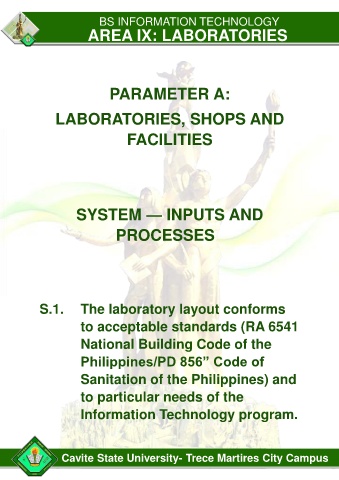 BS INFORMATION TECHNOLOGY
AREA IX: LABORATORIES
PARAMETER A:
LABORATORIES, SHOPS AND
FACILITIES
SYSTEM — INPUTS AND
PROCESSES
S.1. The laboratory layout conforms
to acceptable standards (RA 6541
National Building Code of the
Philippines/PD 856” Code of
Sanitation of the Philippines) and
to particular needs of the
Information Technology program.
Cavite State University- Trece Martires City Campus